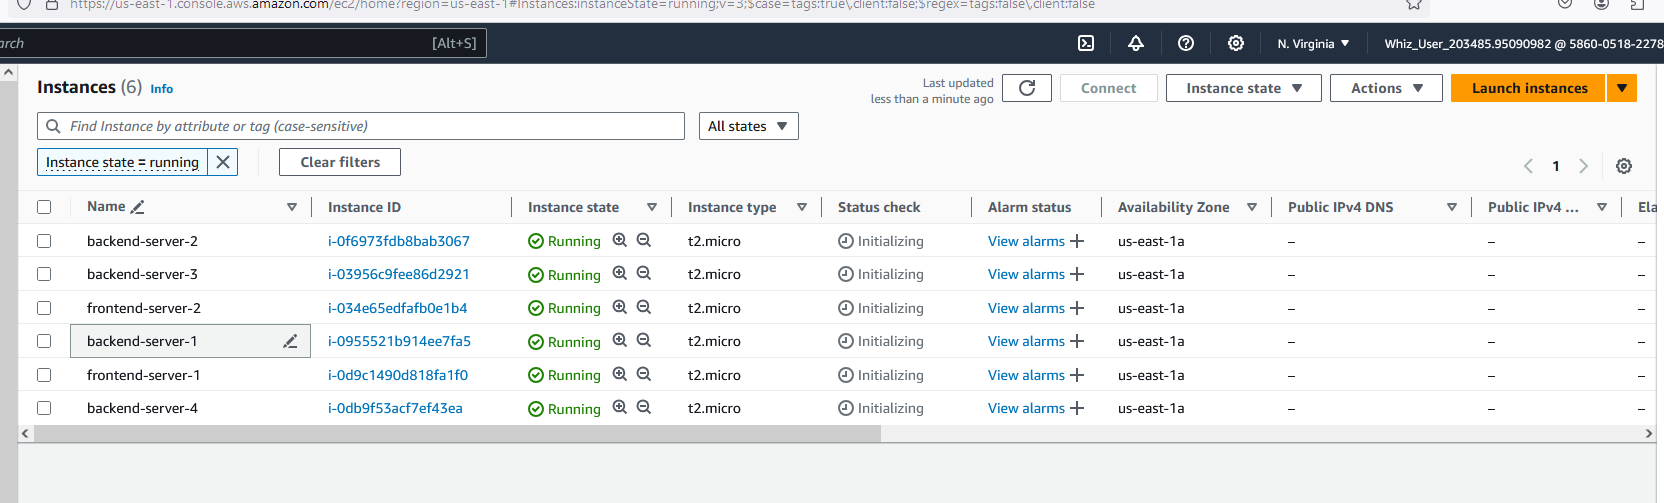 https://us-east-1.console.aws.amazon.com/ec2/home?region=us-east-1#Instances:instanceState=running;v=3;$case=tags:true\,client:false;$regex=tags:false\,client:false
arch [Alt+S] N. Virginia Whiz_User_203485.95090982 @ 5860-0518-2278
Instances (6) Info
Last updated
less than a minute ago
Connect Instance state Actions Launch instances
Find Instance by attribute or tag (case-sensitive) All states
Instance state = running Clear filters
1
Name Instance ID Instance state Instance type Status check Alarm status Availability Zone Public IPv4 DNS Public IPv4 ... Ela
backend-server-2 i-0f6973fdb8bab3067 Running t2.micro Initializing View alarms + us-east-1a – – –
backend-server-3 i-03956c9fee86d2921 Running t2.micro Initializing View alarms + us-east-1a – – –
frontend-server-2 i-034e65edfafb0e1b4 Running t2.micro Initializing View alarms + us-east-1a – – –
backend-server-1 i-0955521b914ee7fa5 Running t2.micro Initializing View alarms + us-east-1a – – –
frontend-server-1 i-0d9c1490d818fa1f0 Running t2.micro Initializing View alarms + us-east-1a – – –
backend-server-4 i-0db9f53acf7ef43ea Running t2.micro Initializing View alarms + us-east-1a – – –